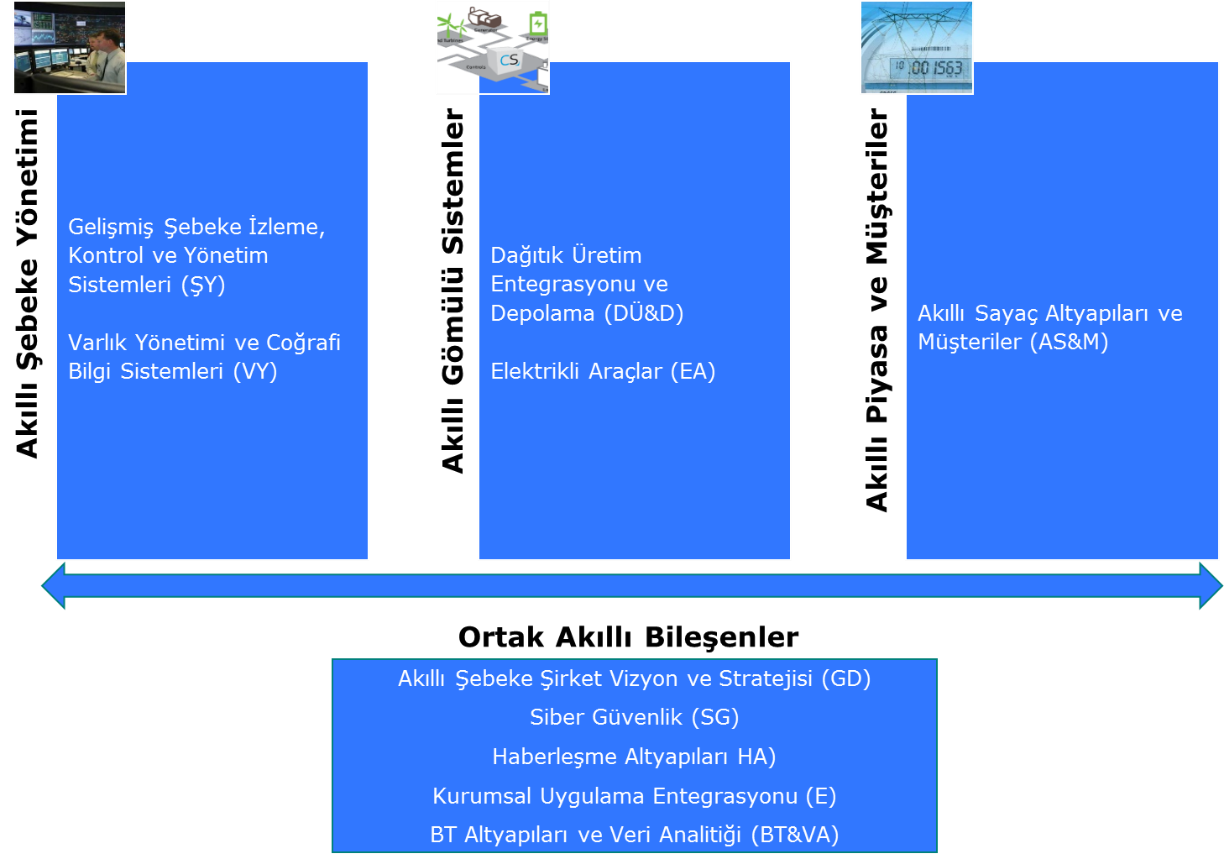 CS
.001563
Akıllı Şebeke Yönetimi
Gelişmiş Şebeke İzleme,
Kontrol ve Yönetim
Sistemleri (ŞY)
Varlık Yönetimi ve Coğrafi
Bilgi Sistemleri (VY)
Akıllı Gömülü Sistemler
Dağıtık Üretim
Entegrasyonu ve
Depolama (DÜ&D)
Elektrikli Araçlar (EA)
Akıllı Piyasa ve Müşteriler
Akıllı Sayaç Altyapıları ve
Müşteriler (AS&M)
Ortak Akıllı Bileşenler
Akıllı Şebeke Şirket Vizyon ve Stratejisi (GD)
Siber Güvenlik (SG)
Haberleşme Altyapıları HA)
Kurumsal Uygulama Entegrasyonu (E)
BT Altyapıları ve Veri Analitiği (BT&VA)